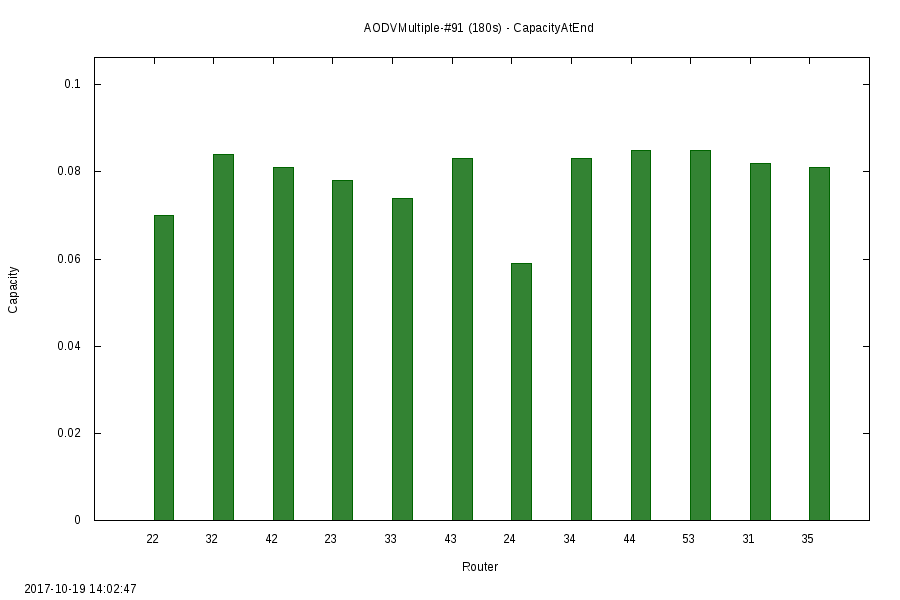 AODVMultiple-#91 (180s) - CapacityAtEnd
0.1
0.08
0.06
0.04
0.02
0
Capacity
22 32 42 23 33 43 24 34 44 53 31 35
Router
2017-10-19 14:02:47